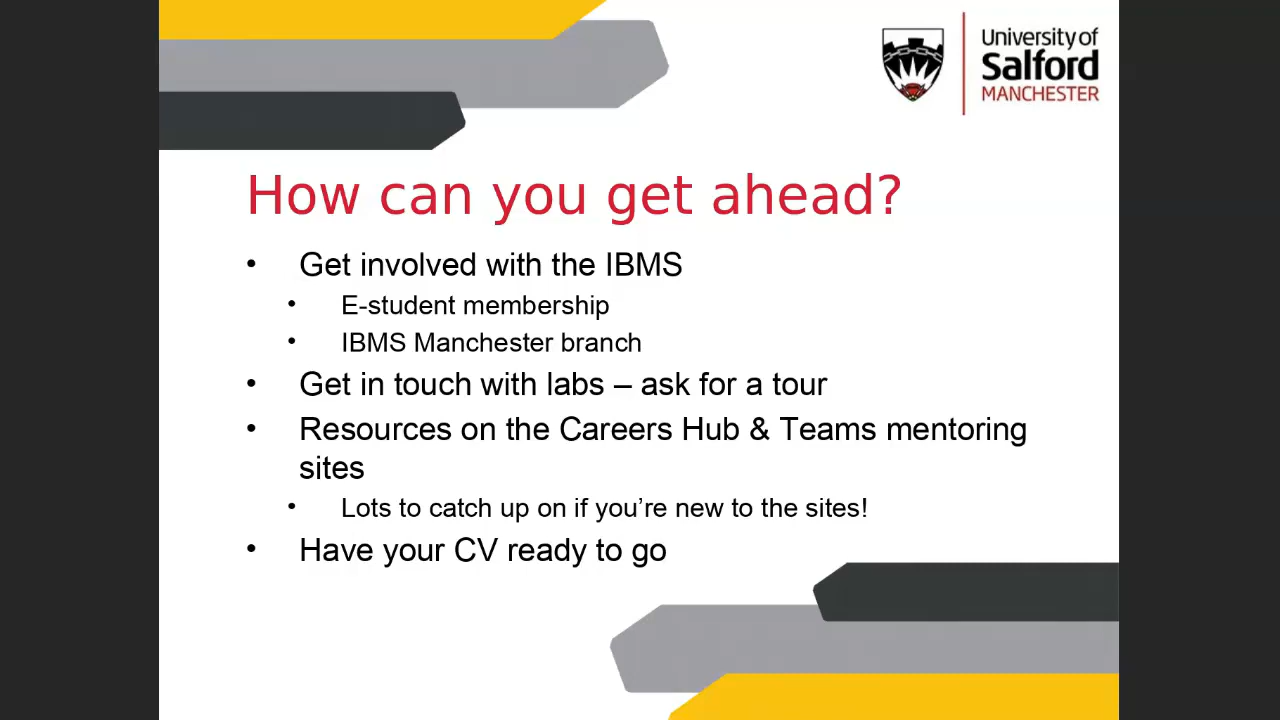 University of
Salford
MANCHESTER
How can you get ahead?
• Get involved with the IBMS
• E-student membership
• IBMS Manchester branch
• Get in touch with labs – ask for a tour
• Resources on the Careers Hub & Teams mentoring
sites
• Lots to catch up on if you’re new to the sites!
• Have your CV ready to go